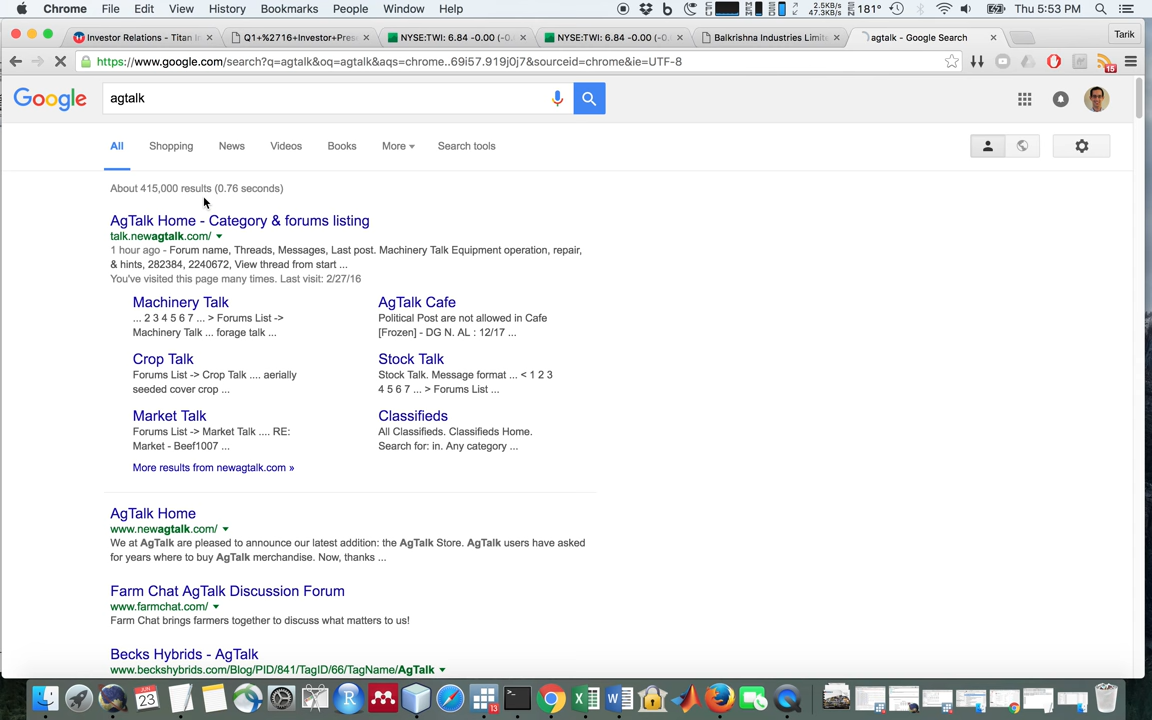 Chrome File Edit View History Bookmarks People Window Help 2.5KB/s 47.3KB/s 181° Thu 5:53 PM
Investor Relations - Titan In Q1+%2716+Investor+Pres NYSE:TWI: 6.84 -0.00 (-0. NYSE:TWI: 6.84 -0.00 (-0. Balkrishna Industries Limit agtalk - Google Search Tarik
https://www.google.com/search?q=agtalk&oq=agtalk&aqs=chrome..69i57.919j0j7&sourceid=chrome&ie=UTF-8 15
Google agtalk
All Shopping News Videos Books More Search tools
About 415,000 results (0.76 seconds)
AgTalk Home - Category & forums listing
talk.newagtalk.com/
1 hour ago - Forum name, Threads, Messages, Last post. Machinery Talk Equipment operation, repair,
& hints, 282384, 2240672, View thread from start ...
You've visited this page many times. Last visit: 2/27/16
Machinery Talk
... 2 3 4 5 6 7 ... > Forums List ->
Machinery Talk ... forage talk ...
AgTalk Cafe
Political Post are not allowed in Cafe
[Frozen] - DG N. AL : 12/17 ...
Crop Talk
Forums List -> Crop Talk .... aerially
seeded cover crop ...
Stock Talk
Stock Talk. Message format ... < 1 2 3
4 5 6 7 ... > Forums List ...
Market Talk
Forums List -> Market Talk .... RE:
Market - Beef1007 ...
Classifieds
All Classifieds. Classifieds Home.
Search for: in. Any category ...
More results from newagtalk.com »
AgTalk Home
www.newagtalk.com/
We at AgTalk are pleased to announce our latest addition: the AgTalk Store. AgTalk users have asked
for years where to buy AgTalk merchandise. Now, thanks ...
Farm Chat AgTalk Discussion Forum
www.farmchat.com/
Farm Chat brings farmers together to discuss what matters to us!
Becks Hybrids - AgTalk
www.beckshybrids.com/Blog/PID/841/TagID/66/TagName/AgTalk
JUN
23
13